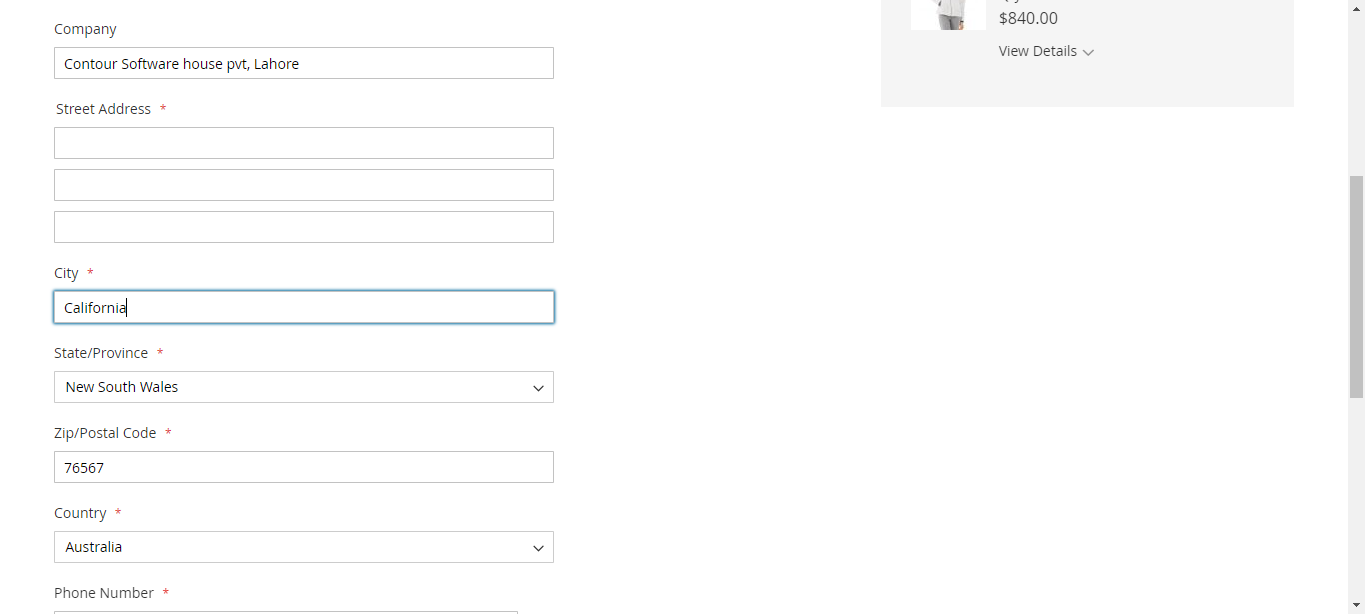 Company
Contour Software house pvt, Lahore
Street Address *
City *
California
State/Province *
New South Wales
Zip/Postal Code *
76567
Country *
Australia
Phone Number *
$840.00
View Details